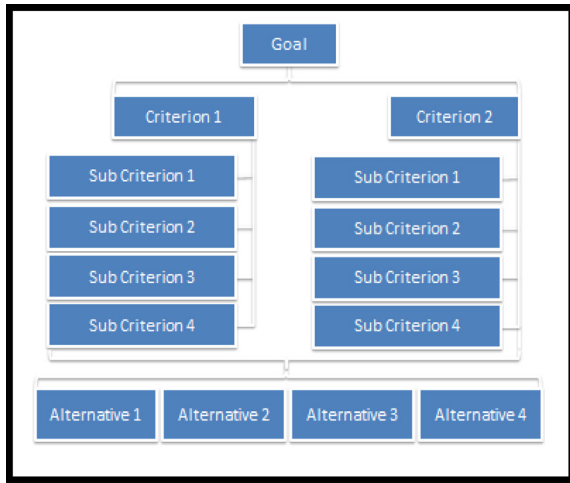 Goal
Criterion 1
Criterion 2
Sub Criterion 1
Sub Criterion 2
Sub Criterion 3
Sub Criterion 4
Sub Criterion 1
Sub Criterion 2
Sub Criterion 3
Sub Criterion 4
Alternative 1
Alternative 2
Alternative 3
Alternative 4